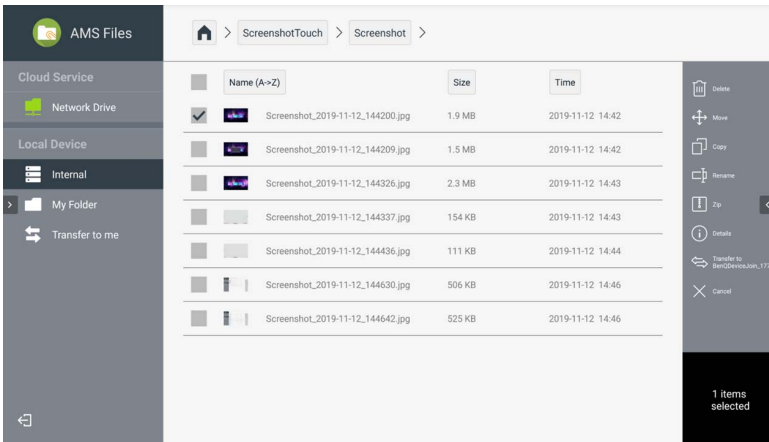 AMS Files
> ScreenshotTouch > Screenshot >
Cloud Service
Network Drive
Local Device
Internal
My Folder
Transfer to me
Name (A->Z) Size Time
Screenshot_2019-11-12_144200.jpg 1.9 MB 2019-11-12 14:42
Screenshot_2019-11-12_144209.jpg 1.5 MB 2019-11-12 14:42
Screenshot_2019-11-12_144326.jpg 2.3 MB 2019-11-12 14:43
Screenshot_2019-11-12_144337.jpg 154 KB 2019-11-12 14:43
Screenshot_2019-11-12_144436.jpg 111 KB 2019-11-12 14:44
Screenshot_2019-11-12_144630.jpg 506 KB 2019-11-12 14:46
Screenshot_2019-11-12_144642.jpg 525 KB 2019-11-12 14:46
Delete
Move
Copy
Rename
Zip
Details
Transfer to
BenQDeviceJoin_177
Cancel
1 items
selected